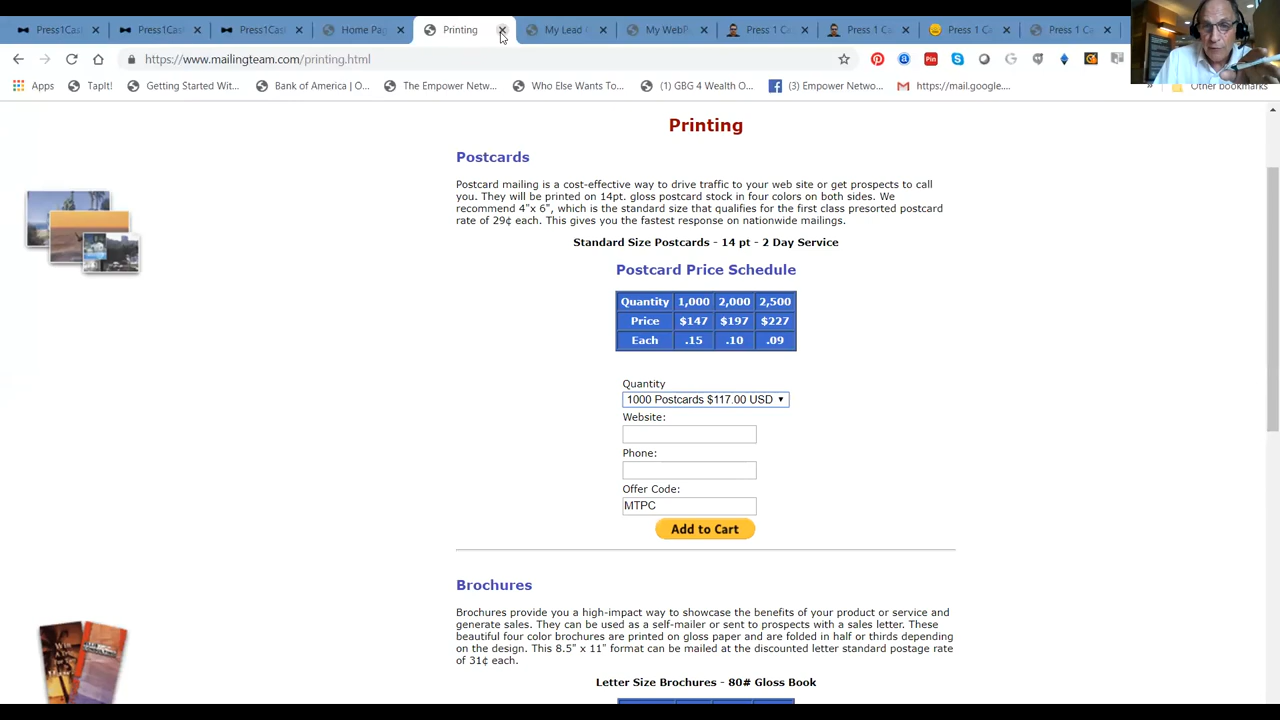 Press1Cas
Press1Cas
Press1Cas
Home Pag
Printing
My Lead
My WebP
Press 1 Co
Press 1 Co
Press 1 Ca
Press 1 Ca
https://www.mailingteam.com/printing.html
Apps
TapIt!
Getting Started Wit...
Bank of America | O...
The Empower Netw...
Who Else Wants To...
(1) GBG 4 Wealth O...
(3) Empower Netwo...
https://mail.google....
Other bookmarks
Printing
Postcards
Postcard mailing is a cost-effective way to drive traffic to your web site or get prospects to call
you. They will be printed on 14pt. gloss postcard stock in four colors on both sides. We
recommend 4"x 6", which is the standard size that qualifies for the first class presorted postcard
rate of 29¢ each. This gives you the fastest response on nationwide mailings.
Standard Size Postcards - 14 pt - 2 Day Service
Postcard Price Schedule
Quantity 1,000 2,000 2,500
Price $147 $197 $227
Each .15 .10 .09
Quantity
1000 Postcards $117.00 USD
Website:
Phone:
Offer Code:
MTPC
Add to Cart
Brochures
Brochures provide you a high-impact way to showcase the benefits of your product or service and
generate sales. They can be used as a self-mailer or sent to prospects with a sales letter. These
beautiful four color brochures are printed on gloss paper and are folded in half or thirds depending
on the design. This 8.5" x 11" format can be mailed at the discounted letter standard postage rate
of 31¢ each.
Letter Size Brochures - 80# Gloss Book